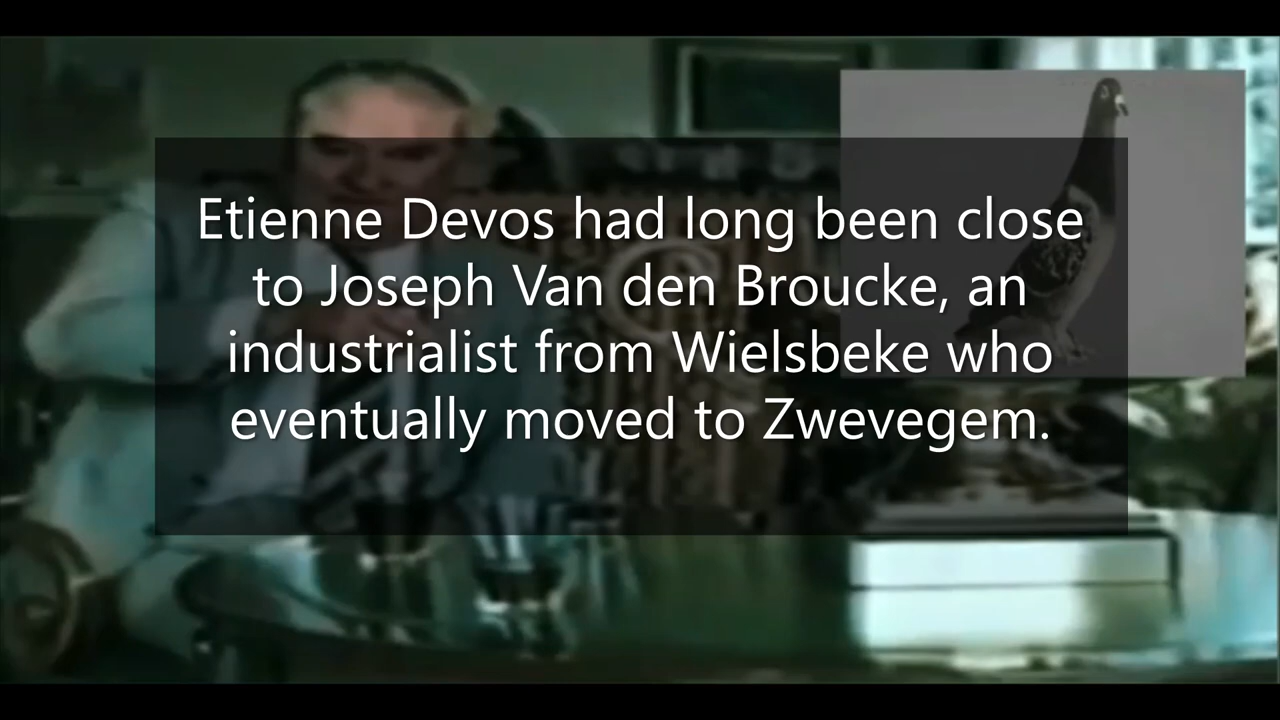 Etienne Devos had long been close
to Joseph Van den Broucke, an
industrialist from Wielsbeke who
eventually moved to Zwevegem.